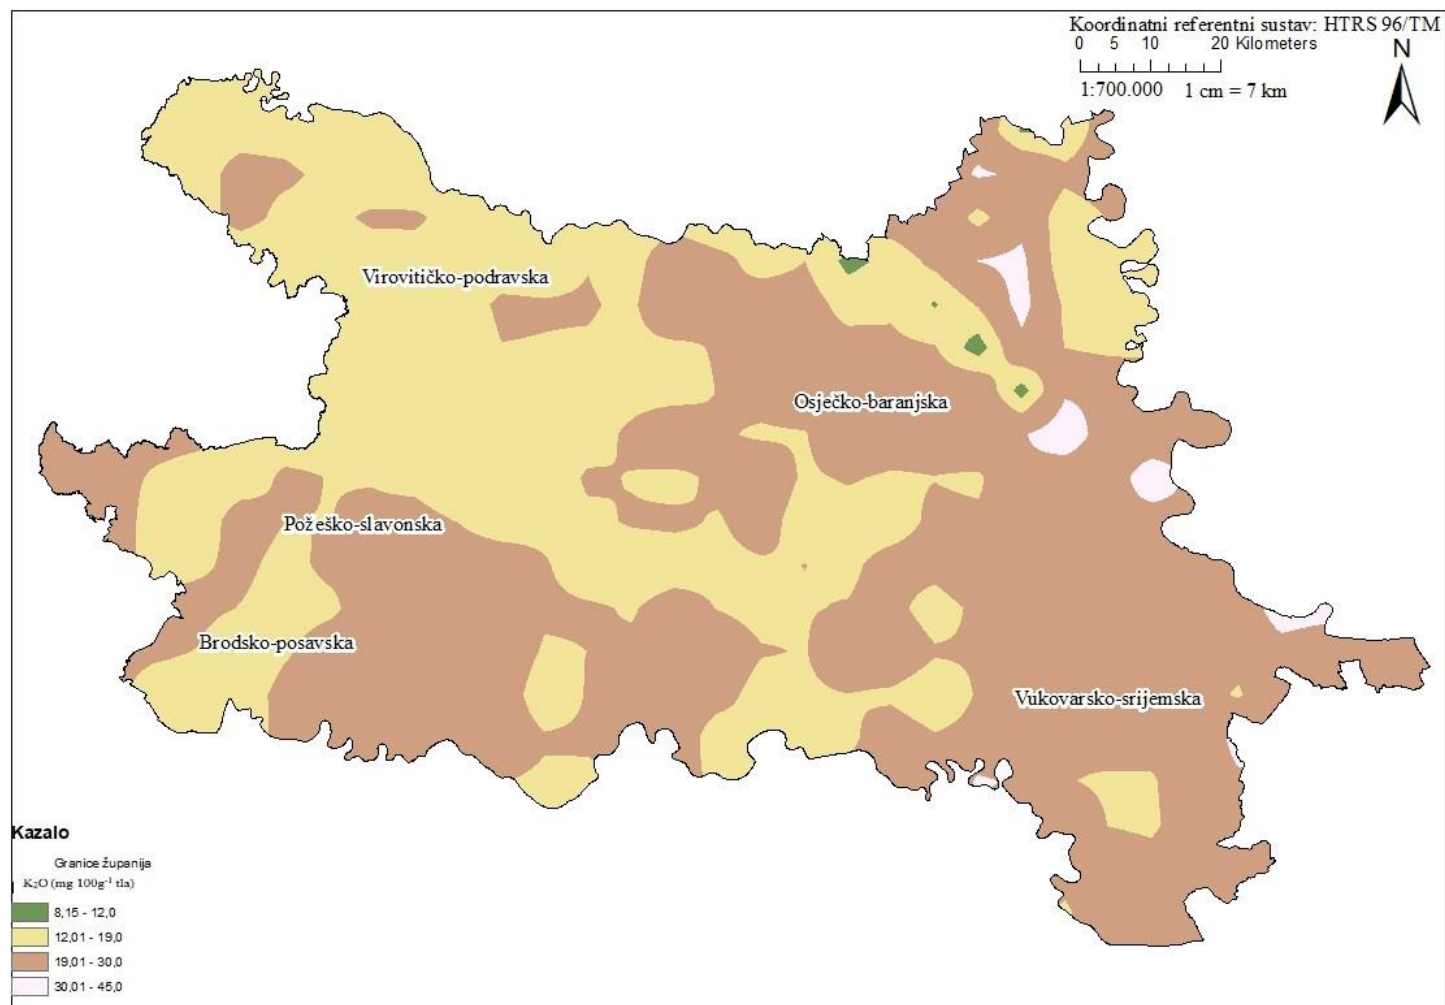 Koordinatni referentni sustav: HTRS 96/TM
0 5 10 20 Kilometers
1:700.000 1 cm = 7 km
N
Virovitičko-podravska
Osječko-baranjska
Požeško-slavonska
Brodsko-posavska
Vukovarsko-srijemska
Kazalo
Granice županija
K₂O (mg 100g⁻¹ tla)
8,15 - 12,0
12,01 - 19,0
19,01 - 30,0
30,01 - 45,0